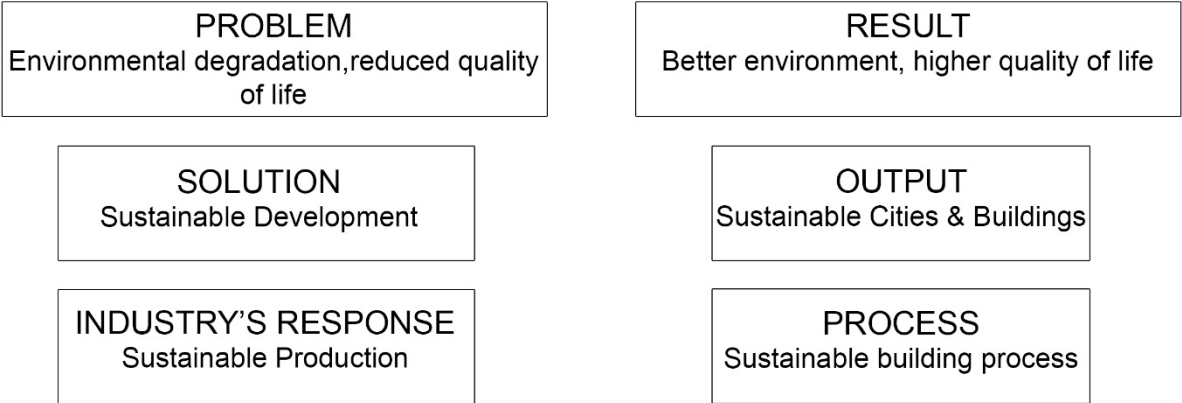 PROBLEM
Environmental degradation,reduced quality
of life
SOLUTION
Sustainable Development
INDUSTRY’S RESPONSE
Sustainable Production
RESULT
Better environment, higher quality of life
OUTPUT
Sustainable Cities & Buildings
PROCESS
Sustainable building process